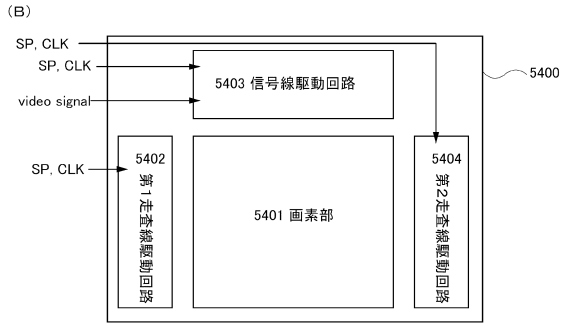 (B)
SP, CLK
SP, CLK
5400
5403 信号線駆動回路
video signal
5402
5404
SP, CLK
第1走査線駆動回路
5401 画素部
第2走査線駆動回路